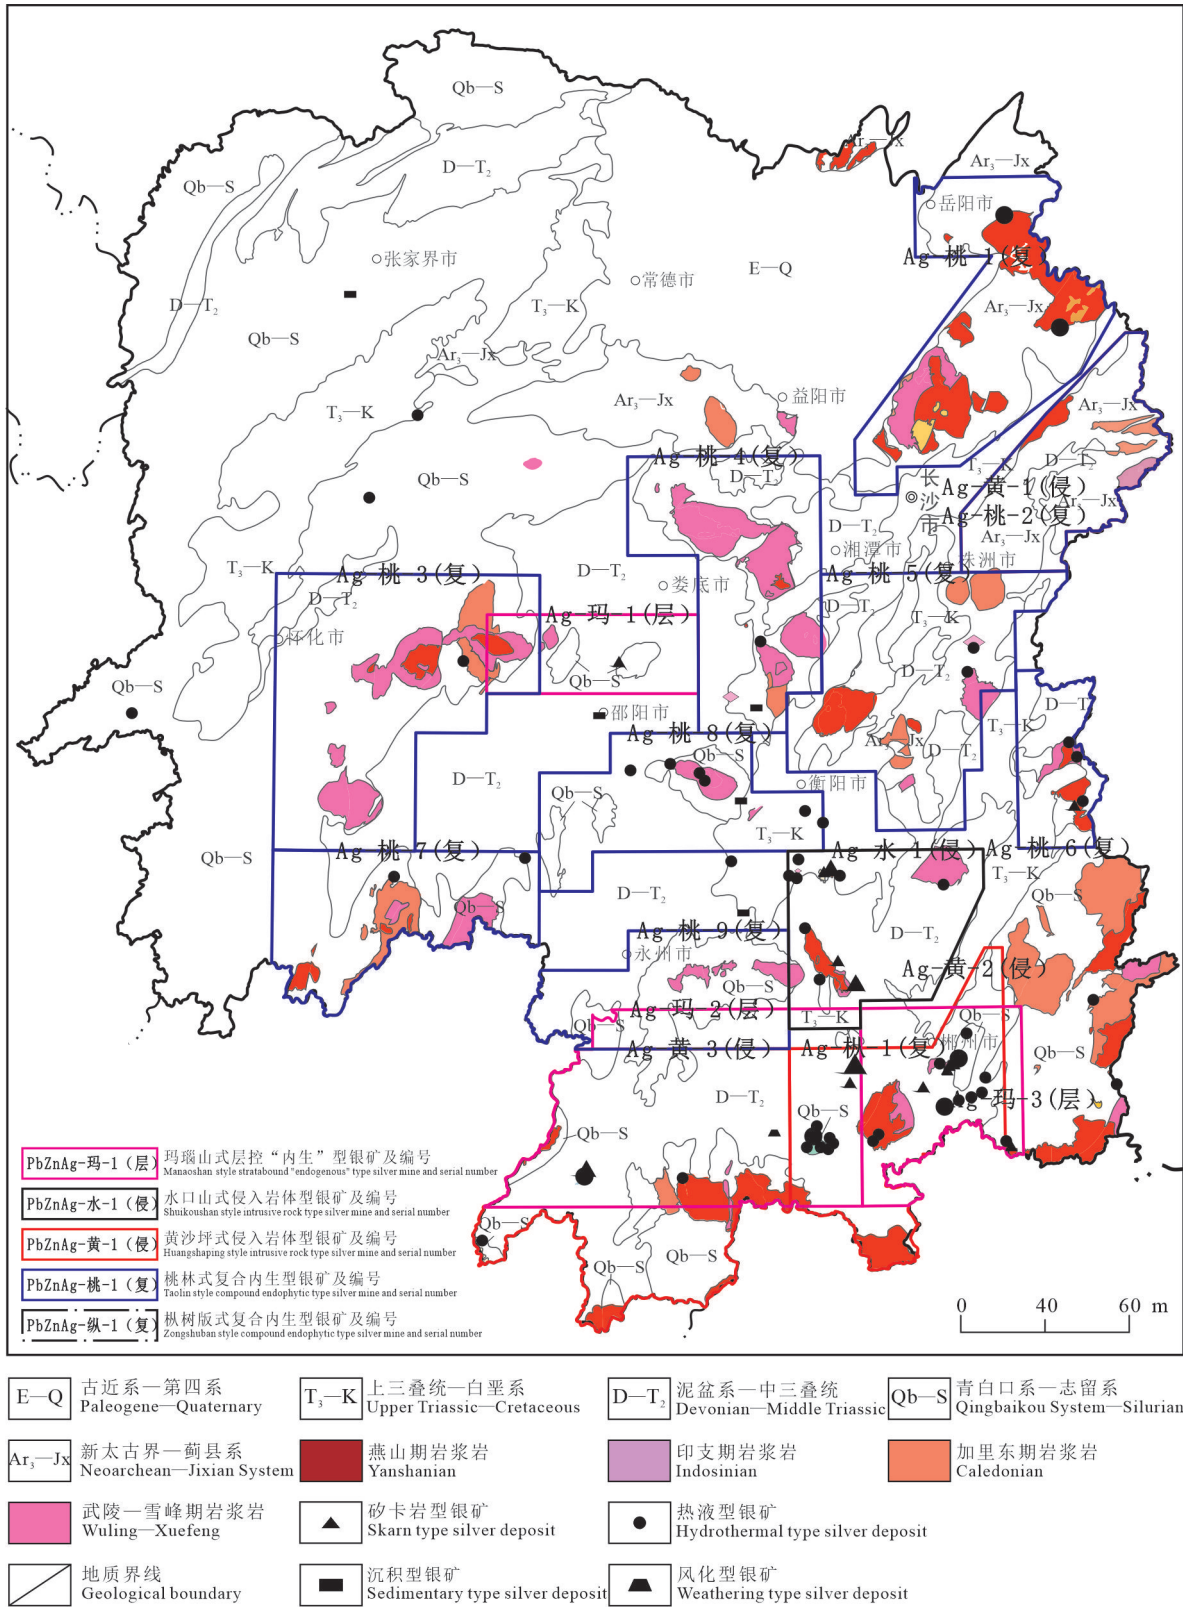 Qb—S
Ar₃—Jx
Ar₃—Jx
D—T₂
Qb—S
岳阳市
张家界市
Ag-桃-1(复)
E—Q
常德市
D—T₂
T₃—K
Ar₃—Jx
Qb—S
Ar₃—Jx
益阳市
T₃—K
Ar₃—Jx
Ar₃—Jx
Ag-桃-4(复)
D—T₂
T₃—K
D—T₂
Qb—S
长沙市
Ag-黄-1(侵)
Ar₃—Jx
Ag-桃-2(复)
D—T₂
Ar₃—Jx
湘潭市
株洲市
T₃—K
Ag-桃-3(复)
D—T₂
娄底市
Ag-桃-5(复)
D—T₂
D—T₂
Ag-玛-1(层)
T₃—K
怀化市
D—T₂
Qb—S
Qb—S
D—T₂
邵阳市
T₃—K
Ag-桃-8(复)
Ar₃—Jx
D—T₂
Qb—S
D—T₂
衡阳市
Qb—S
T₃—K
Qb—S
Ag-桃-7(复)
Ag-水-1(侵)
Ag-桃-6(复)
T₃—K
D—T₂
Qb—S
Qb—S
Ag-桃-9(复)
D—T₂
永州市
Ag-黄-2(侵)
Qb—S
Ag-玛-2(层)
T₃—K
Qb—S
Qb—S
Ag-黄-3(侵)
Ag-枞-1(复)
郴州市
Qb—S
D—T₂
Ag-玛-3(层)
Qb—S
Qb—S
Qb—S
Qb—S
Qb—S
PbZnAg-玛-1（层）
玛瑙山式层控“内生”型银矿及编号
Manaoshan style stratabound "endogenous" type silver mine and serial number
PbZnAg-水-1（侵）
水口山式侵入岩体型银矿及编号
Shuikoushan style intrusive rock type silver mine and serial number
PbZnAg-黄-1（侵）
黄沙坪式侵入岩体型银矿及编号
Huangshaping style intrusive rock type silver mine and serial number
PbZnAg-桃-1（复）
桃林式复合内生型银矿及编号
Taolin style compound endophytic type silver mine and serial number
PbZnAg-纵-1（复）
枞树版式复合内生型银矿及编号
Zongshuban style compound endophytic type silver mine and serial number
0 40 60 m
E—Q
古近系—第四系
Paleogene—Quaternary
T₃—K
上三叠统—白垩系
Upper Triassic—Cretaceous
D—T₂
泥盆系—中三叠统
Devonian—Middle Triassic
Qb—S
青白口系—志留系
Qingbaikou System—Silurian
Ar₃—Jx
新太古界—蓟县系
Neoarchean—Jixian System
燕山期岩浆岩
Yanshanian
印支期岩浆岩
Indosinian
加里东期岩浆岩
Caledonian
武陵—雪峰期岩浆岩
Wuling—Xuefeng
矽卡岩型银矿
Skarn type silver deposit
热液型银矿
Hydrothermal type silver deposit
地质界线
Geological boundary
沉积型银矿
Sedimentary type silver deposit
风化型银矿
Weathering type silver deposit